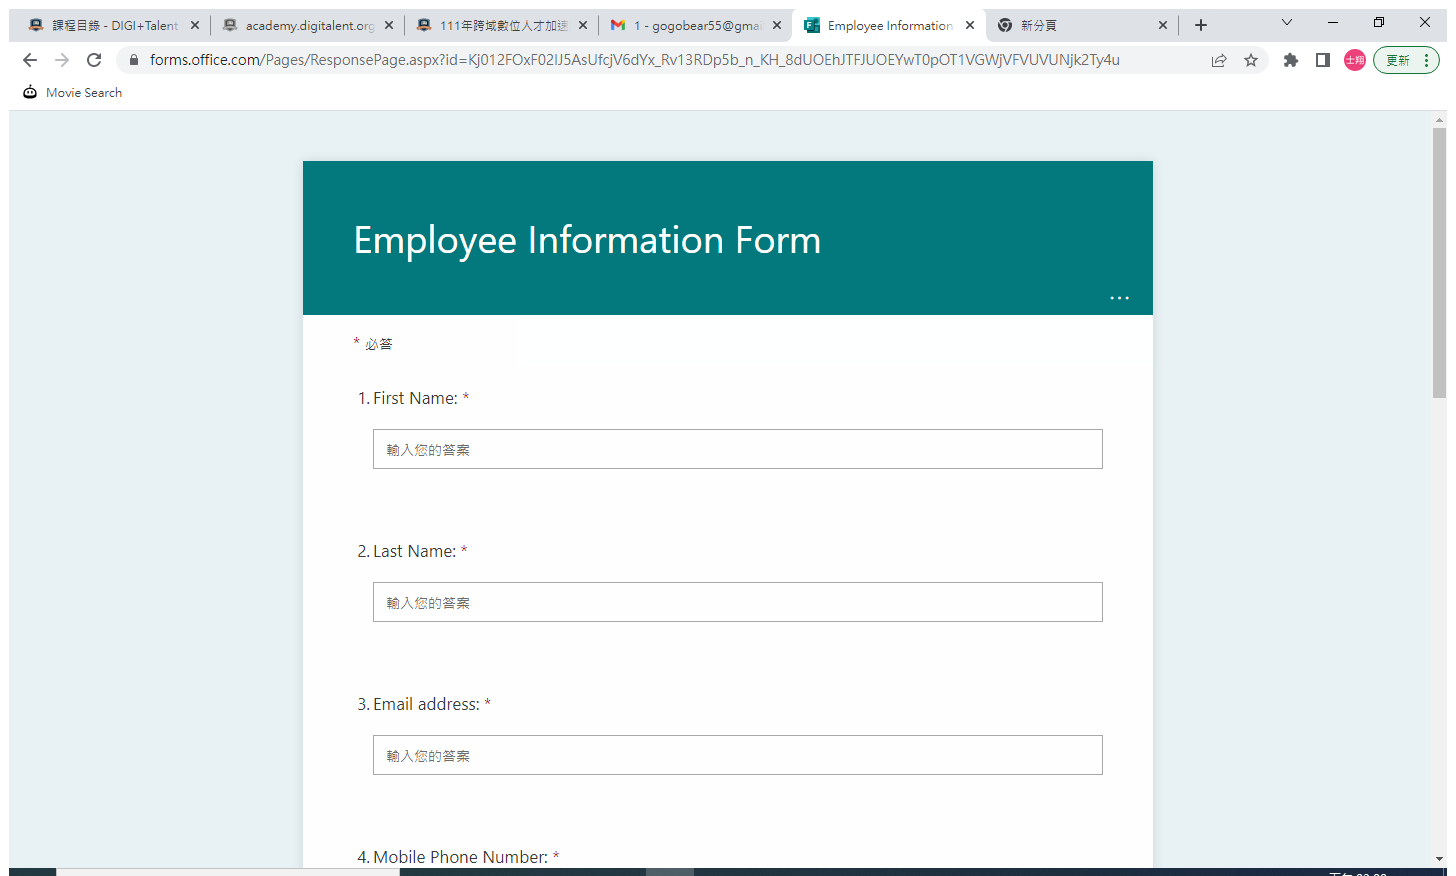 課程目錄 - DIGI+Talent
academy.digitalent.org
111年跨域數位人才加速
1 - gogobear55@gmai
Employee Information
新分頁
forms.office.com/Pages/ResponsePage.aspx?id=Kj012FOxF02IJ5AsUfcjV6dYx_Rv13RDp5b_n_KH_8dUOEhJTFJUOEYwT0pOT1VGWjVFVUVUNjk2Ty4u
士翔
更新
Movie Search
Employee Information Form
...
* 必答
1. First Name: *
輸入您的答案
2. Last Name: *
輸入您的答案
3. Email address: *
輸入您的答案
4. Mobile Phone Number: *